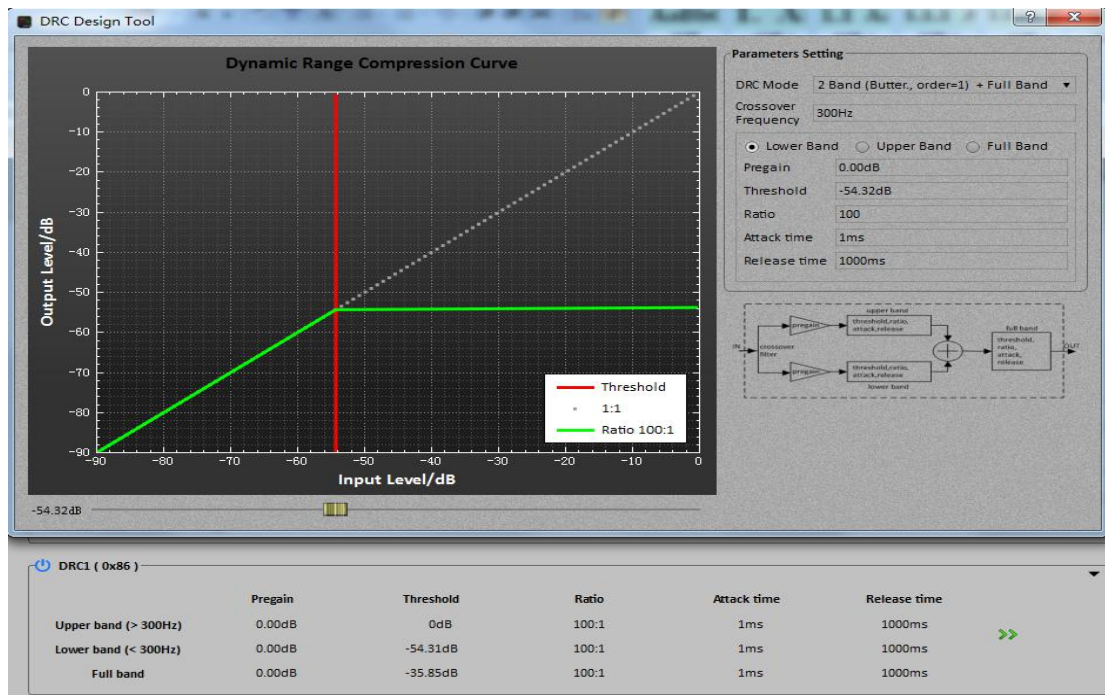 DRC Design Tool
Dynamic Range Compression Curve
Output Level/dB
0
-10
-20
-30
-40
-50
-60
-70
-80
-90
-90 -80 -70 -60 -50 -40 -30 -20 -10 0
Input Level/dB
Threshold
1:1
Ratio 100:1
-54.32dB
Parameters Setting
DRC Mode 2 Band (Butter., order=1) + Full Band
Crossover
Frequency 300Hz
Lower Band Upper Band Full Band
Pregain 0.00dB
Threshold -54.32dB
Ratio 100
Attack time 1ms
Release time 1000ms
IN
crossover
filter
pregain
upper band
threshold,ratio,
attack,release
pregain
threshold,ratio,
attack,release
lower band
full band
threshold,
ratio,
attack,
release
OUT
DRC1 ( 0x86 )
Pregain Threshold Ratio Attack time Release time
Upper band (> 300Hz) 0.00dB 0dB 100:1 1ms 1000ms
Lower band (< 300Hz) 0.00dB -54.31dB 100:1 1ms 1000ms
Full band 0.00dB -35.85dB 100:1 1ms 1000ms